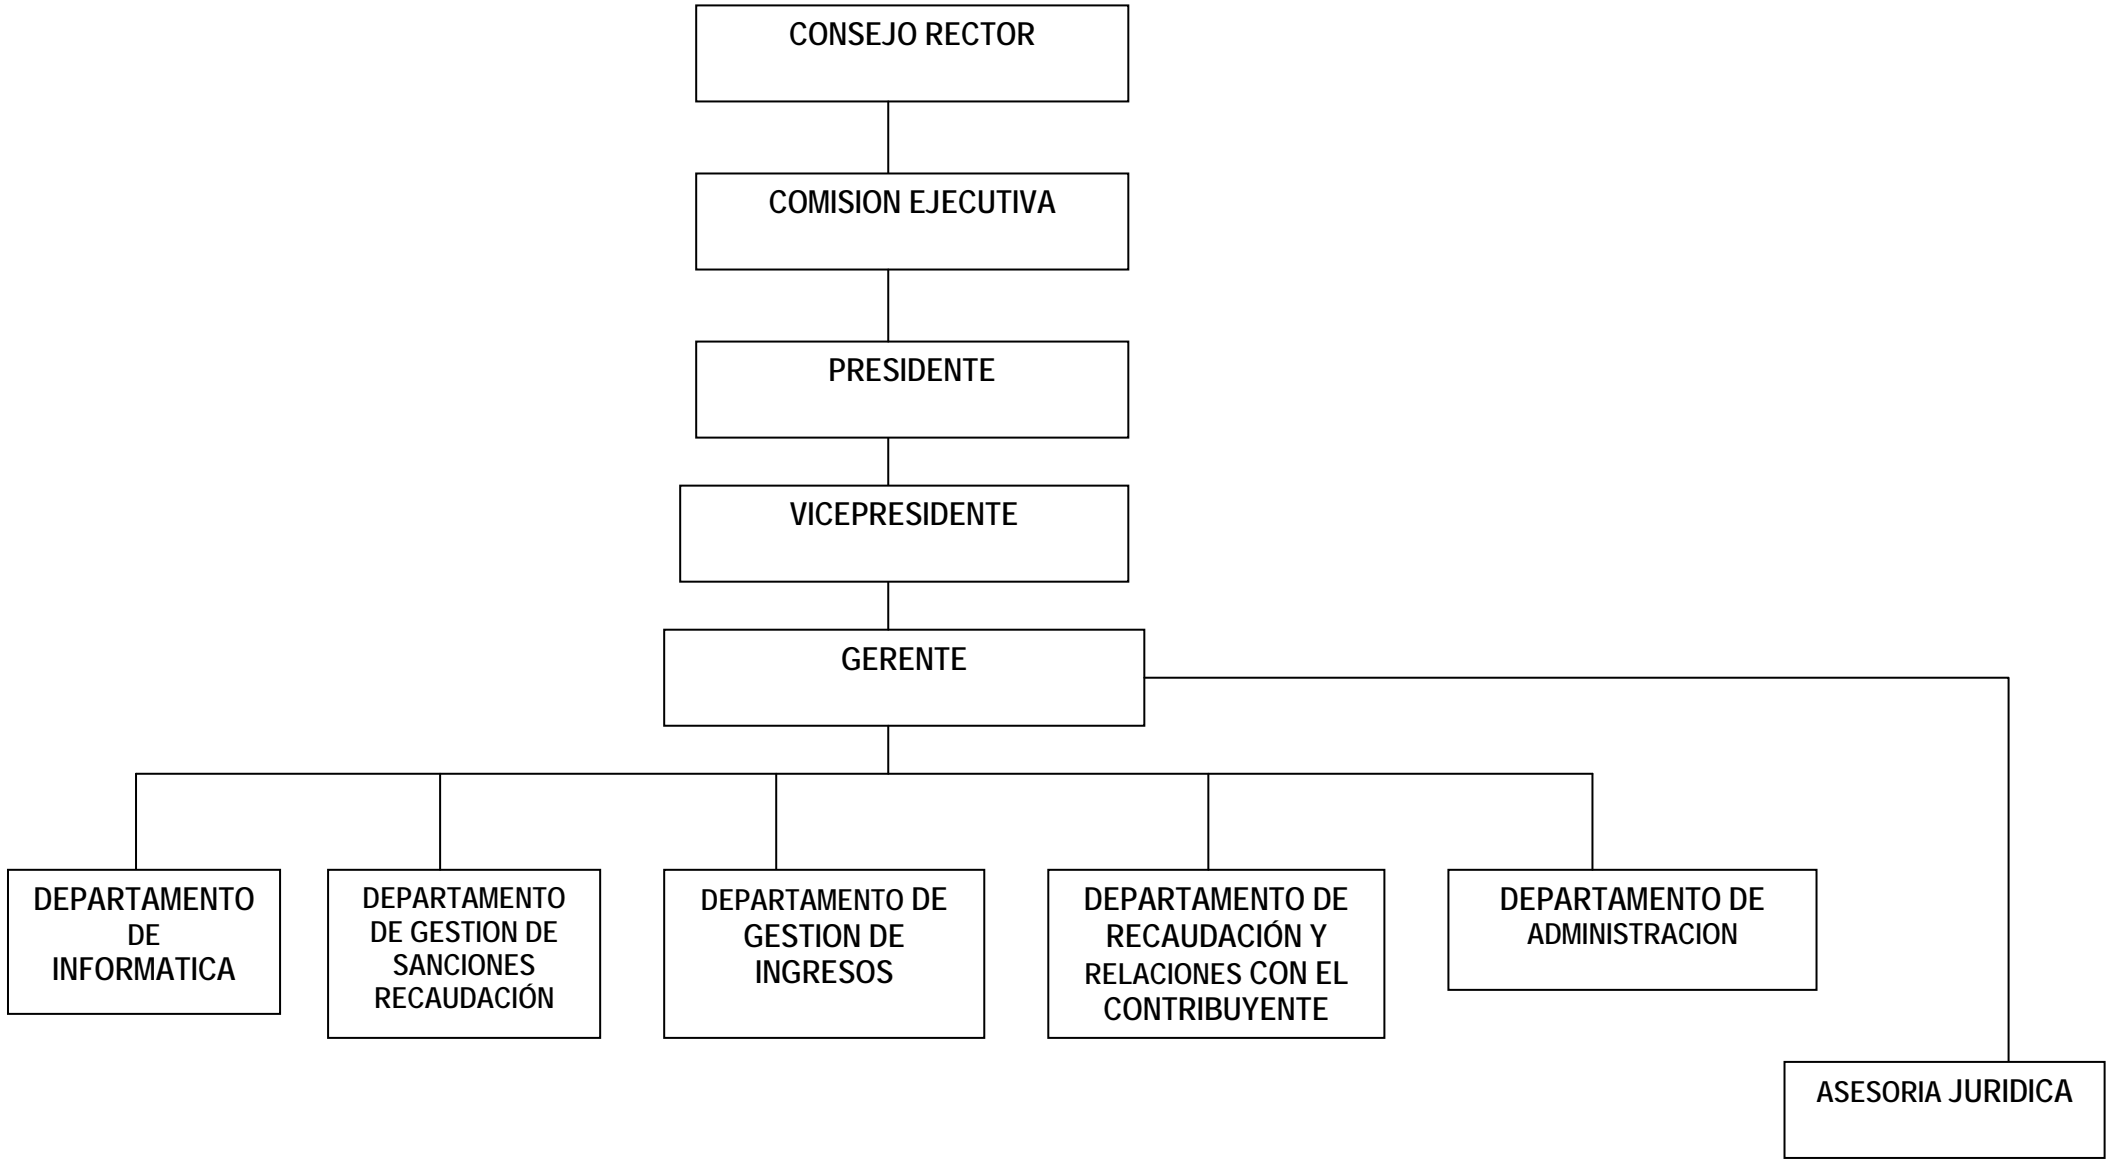 CONSEJO RECTOR
COMISION EJECUTIVA
PRESIDENTE
VICEPRESIDENTE
GERENTE
DEPARTAMENTO
DE
INFORMATICA
DEPARTAMENTO
DE GESTION DE
SANCIONES
RECAUDACIÓN
DEPARTAMENTO DE
GESTION DE
INGRESOS
DEPARTAMENTO DE
RECAUDACIÓN Y
RELACIONES CON EL
CONTRIBUYENTE
DEPARTAMENTO DE
ADMINISTRACION
ASESORIA JURIDICA